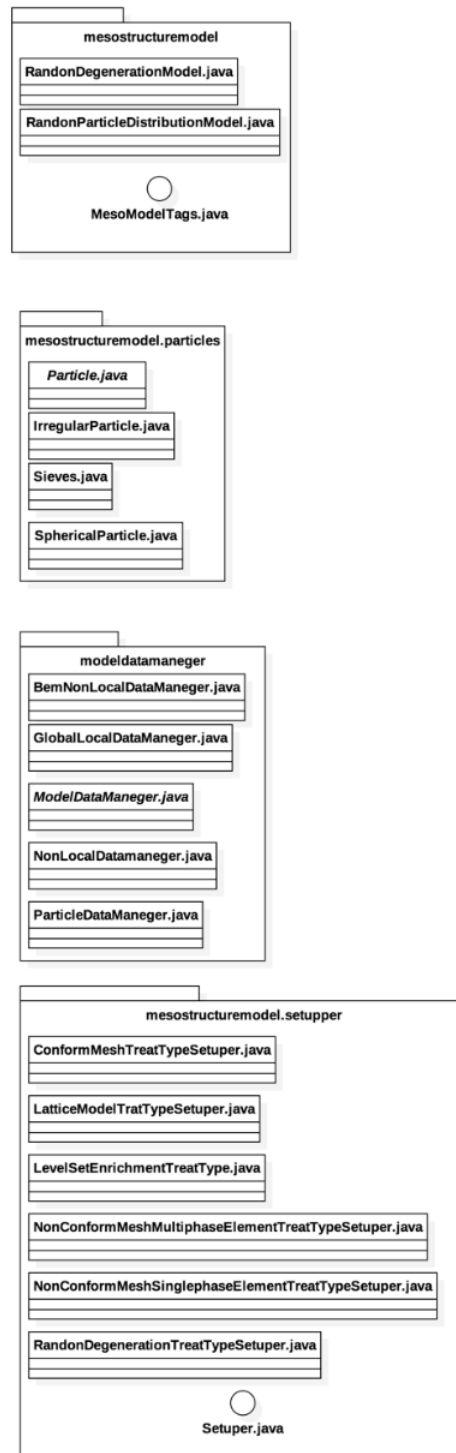 mesostructuremodel
RandonDegenerationModel.java
RandonParticleDistributionModel.java
MesoModelTags.java
mesostructuremodel.particles
Particle.java
IrregularParticle.java
Sieves.java
SphericalParticle.java
modeldatamaneger
BemNonLocalDataManeger.java
GlobalLocalDataManeger.java
ModelDataManeger.java
NonLocalDatamaneger.java
ParticleDataManeger.java
mesostructuremodel.setupper
ConformMeshTreatTypeSetuper.java
LatticeModelTratTypeSetuper.java
LevelSetEnrichmentTreatType.java
NonConformMeshMultiphaseElementTreatTypeSetuper.java
NonConformMeshSinglephaseElementTreatTypeSetuper.java
RandonDegenerationTreatTypeSetuper.java
Setuper.java